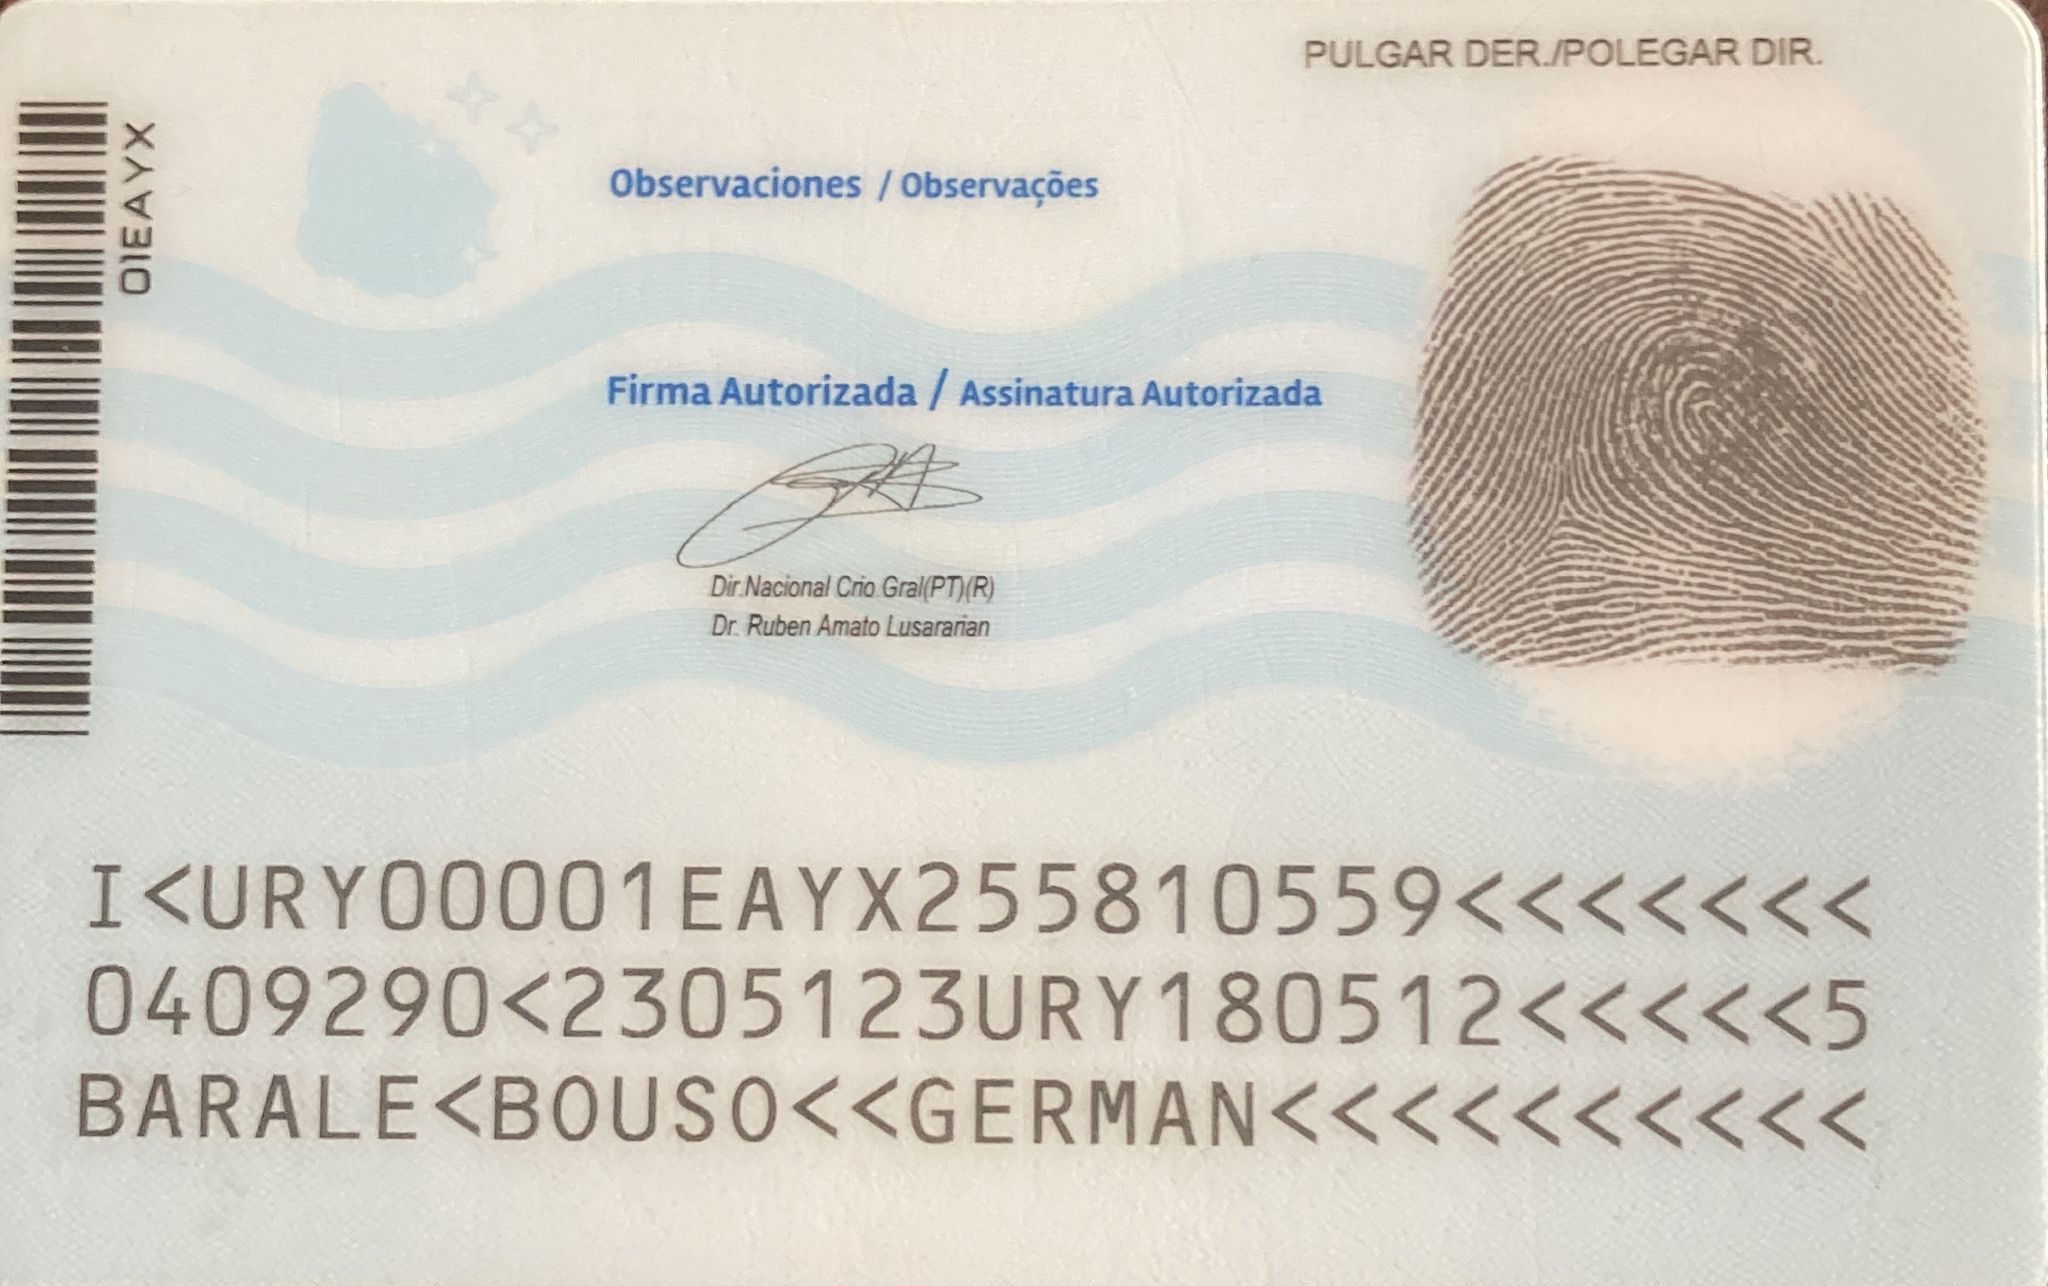 PULGAR DER./POLEGAR DIR.
01EAYX
Observaciones / Observações
Firma Autorizada / Assinatura Autorizada
Dir.Nacional Crio Gral(PT)(R)
Dr. Ruben Amato Lusararian
I<URY00001EAYX255810559<<<<<<<
0409290<2305123URY180512<<<<<5
BARALE<BOUSO<<GERMAN<<<<<<<<<<